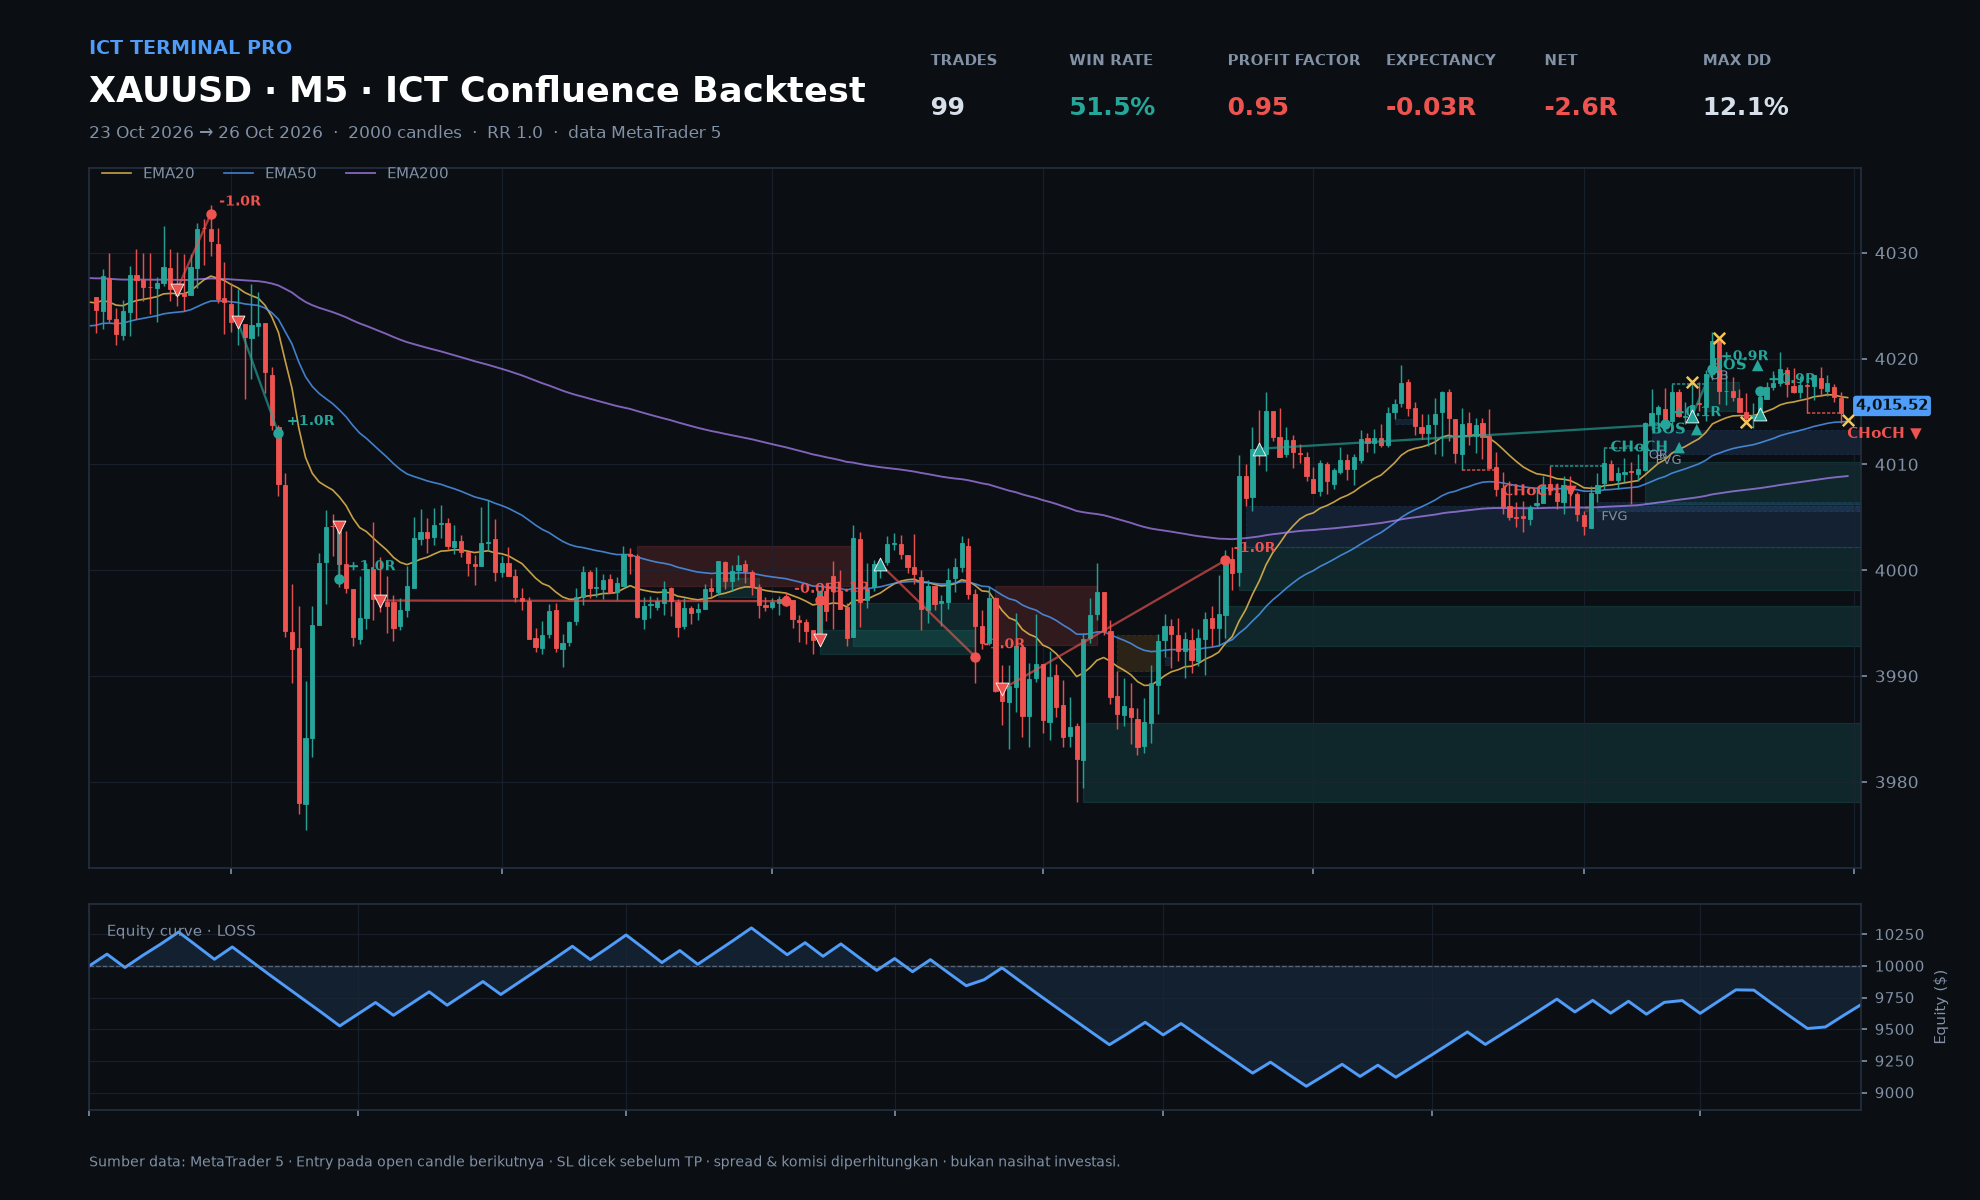 ICT TERMINAL PRO
XAUUSD · M5 · ICT Confluence Backtest
23 Oct 2026 → 26 Oct 2026 · 2000 candles · RR 1.0 · data MetaTrader 5
TRADES WIN RATE PROFIT FACTOR EXPECTANCY NET MAX DD
99 51.5% 0.95 -0.03R -2.6R 12.1%
EMA20 EMA50 EMA200
-1.0R
+1.0R
+1.0R
-1.0R
+0.9R
BOS ▲
BOS ▲
CHoCH ▲
FVG
CHoCH ▼
FVG
4030
4020
4,015.52
CHoCH ▼
4010
4000
3990
3980
Equity curve · LOSS
10250
10000
9750
9500
9250
9000
Equity ($)
Sumber data: MetaTrader 5 · Entry pada open candle berikutnya · SL dicek sebelum TP · spread & komisi diperhitungkan · bukan nasihat investasi.